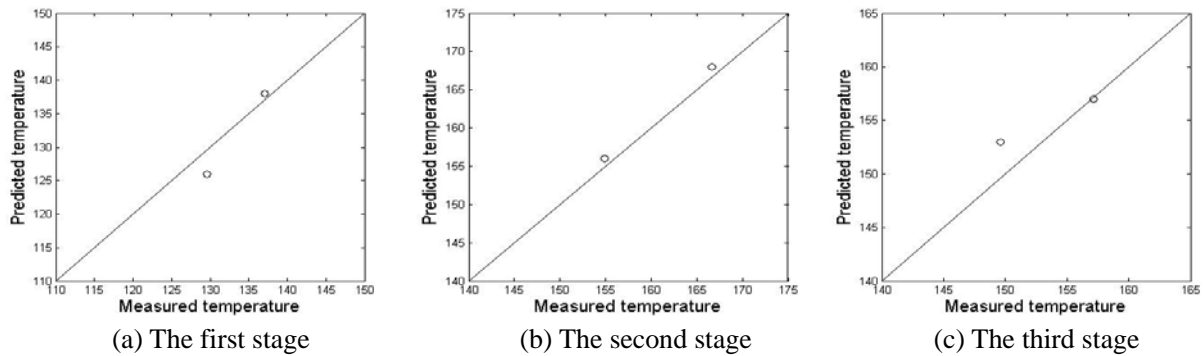 150
145
140
135
130
125
120
115
110
110 115 120 125 130 135 140 145 150
Predicted temperature
Measured temperature
(a) The first stage
175
170
165
160
155
150
145
140
140 145 150 155 160 165 170 175
Predicted temperature
Measured temperature
(b) The second stage
165
160
155
150
145
140
140 145 150 155 160 165
Predicted temperature
Measured temperature
(c) The third stage